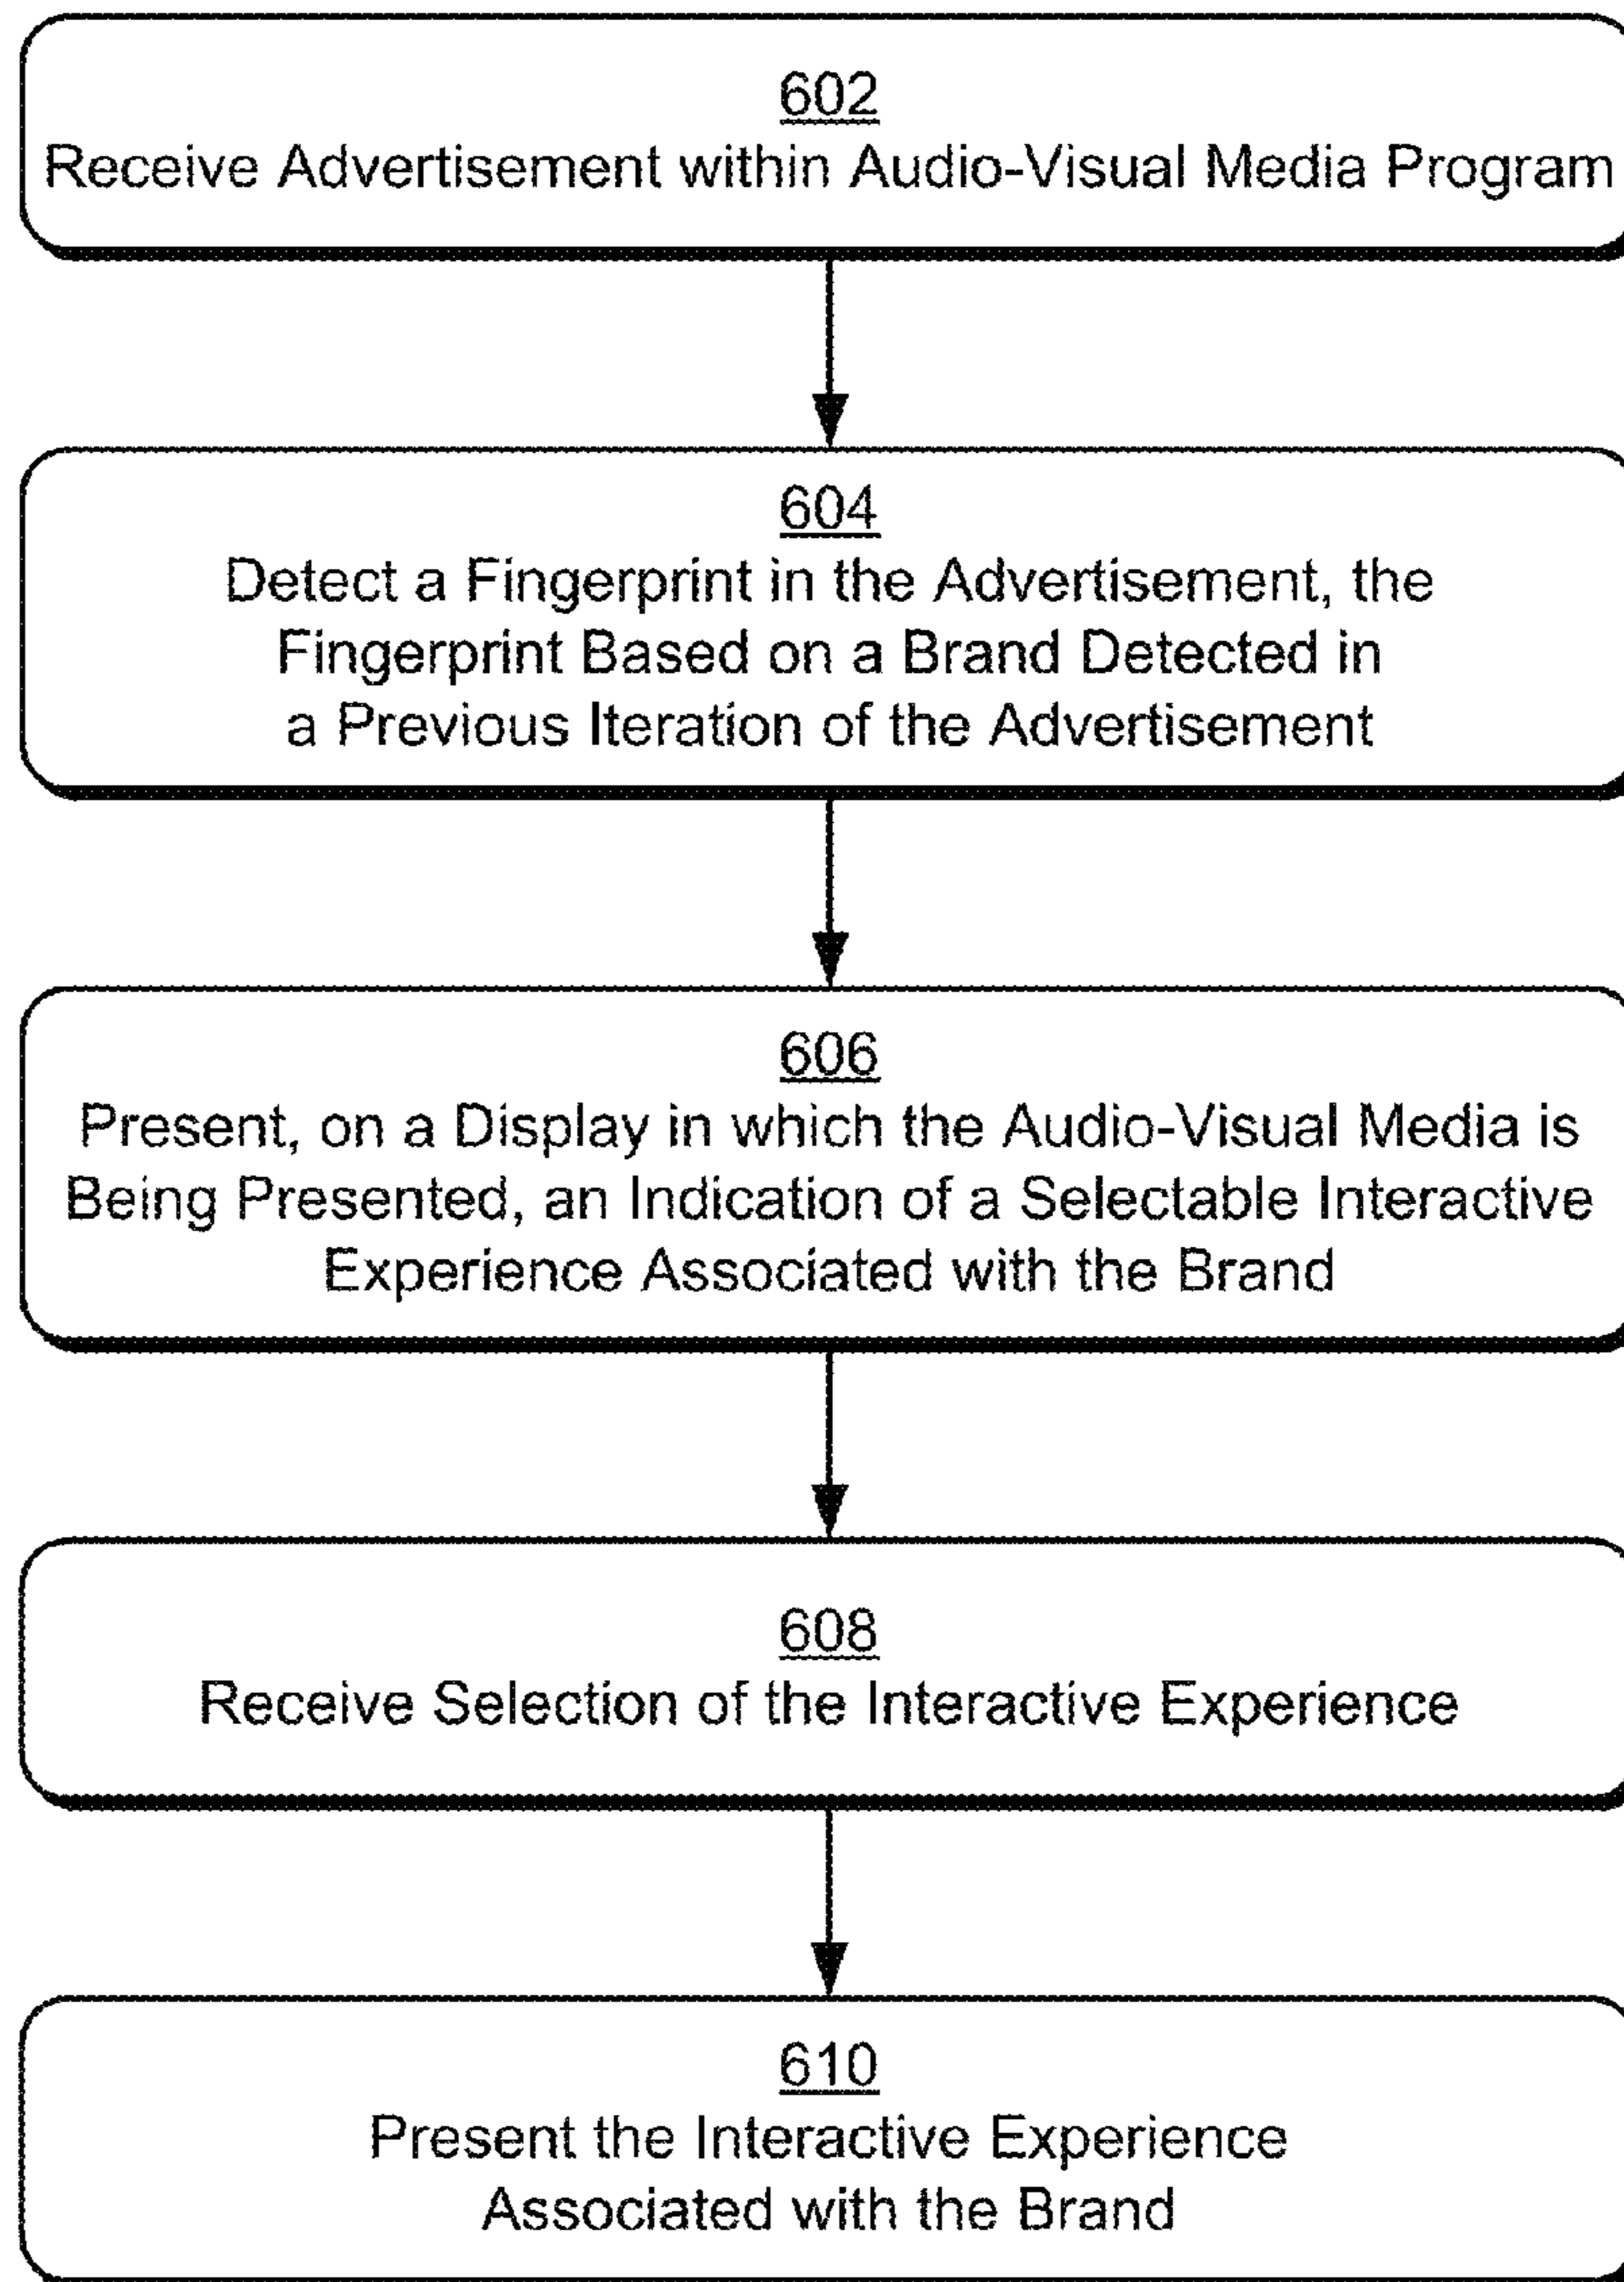 602
Receive Advertisement within Audio-Visual Media Program
604
Detect a Fingerprint in the Advertisement, the
Fingerprint Based on a Brand Detected in
a Previous Iteration of the Advertisement
606
Present, on a Display in which the Audio-Visual Media is
Being Presented, an Indication of a Selectable Interactive
Experience Associated with the Brand
608
Receive Selection of the Interactive Experience
610
Present the Interactive Experience
Associated with the Brand